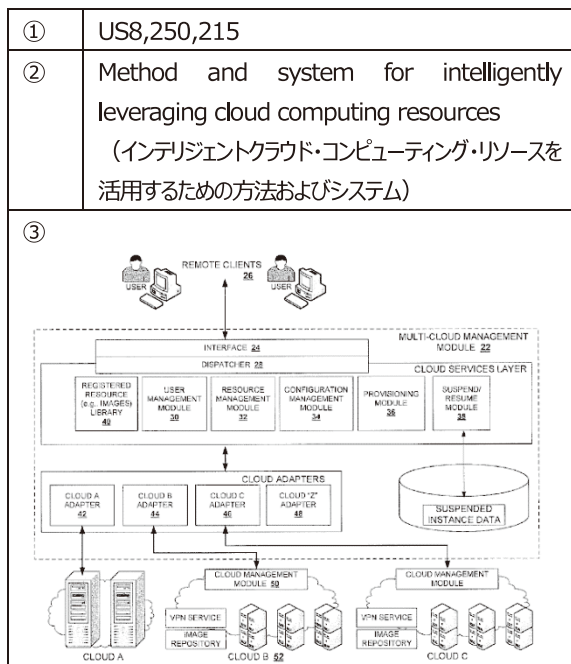 ① US8,250,215
② Method and system for intelligently
leveraging cloud computing resources
（インテリジェントクラウド・コンピューティング・リソースを
活用するための方法およびシステム）
③
REMOTE CLIENTS
26
USER
USER
MULTI-CLOUD MANAGEMENT
MODULE 22
INTERFACE 24
DISPATCHER 28
CLOUD SERVICES LAYER
REGISTERED
RESOURCE
(e.g., IMAGES)
LIBRARY
40
USER
MANAGEMENT
MODULE
30
RESOURCE
MANAGEMENT
MODULE
32
CONFIGURATION
MANAGEMENT
MODULE
34
PROVISIONING
MODULE
36
SUSPEND/
RESUME
MODULE
38
CLOUD ADAPTERS
CLOUD A
ADAPTER
42
CLOUD B
ADAPTER
44
CLOUD C
ADAPTER
46
CLOUD "Z"
ADAPTER
48
SUSPENDED
INSTANCE DATA
CLOUD MANAGEMENT
MODULE 50
CLOUD MANAGEMENT
MODULE
VPN SERVICE
IMAGE
REPOSITORY
VPN SERVICE
IMAGE
REPOSITORY
CLOUD A
CLOUD B 52
CLOUD C